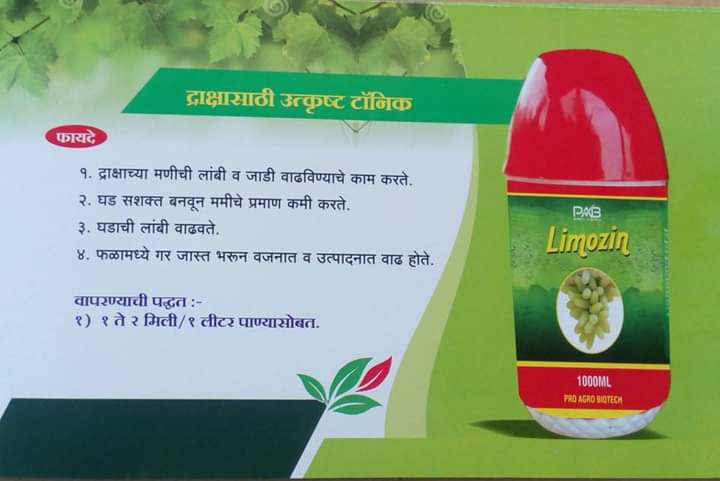 द्राक्षासाठी उत्कृष्ट टॉनिक
फायदे
१. द्राक्षाच्या मणीची लांबी व जाडी वाढविण्याचे काम करते.
२. घड सशक्त बनवून ममीचे प्रमाण कमी करते.
३. घडाची लांबी वाढवते.
४. फळामध्ये गर जास्त भरून वजनात व उत्पादनात वाढ होते.
वापरण्याची पद्धत :-
१) १ ते २ मिली/१ लीटर पाण्यासोबत.
PAB
Limozin
1000ML
PRO AGRO BIOTECH